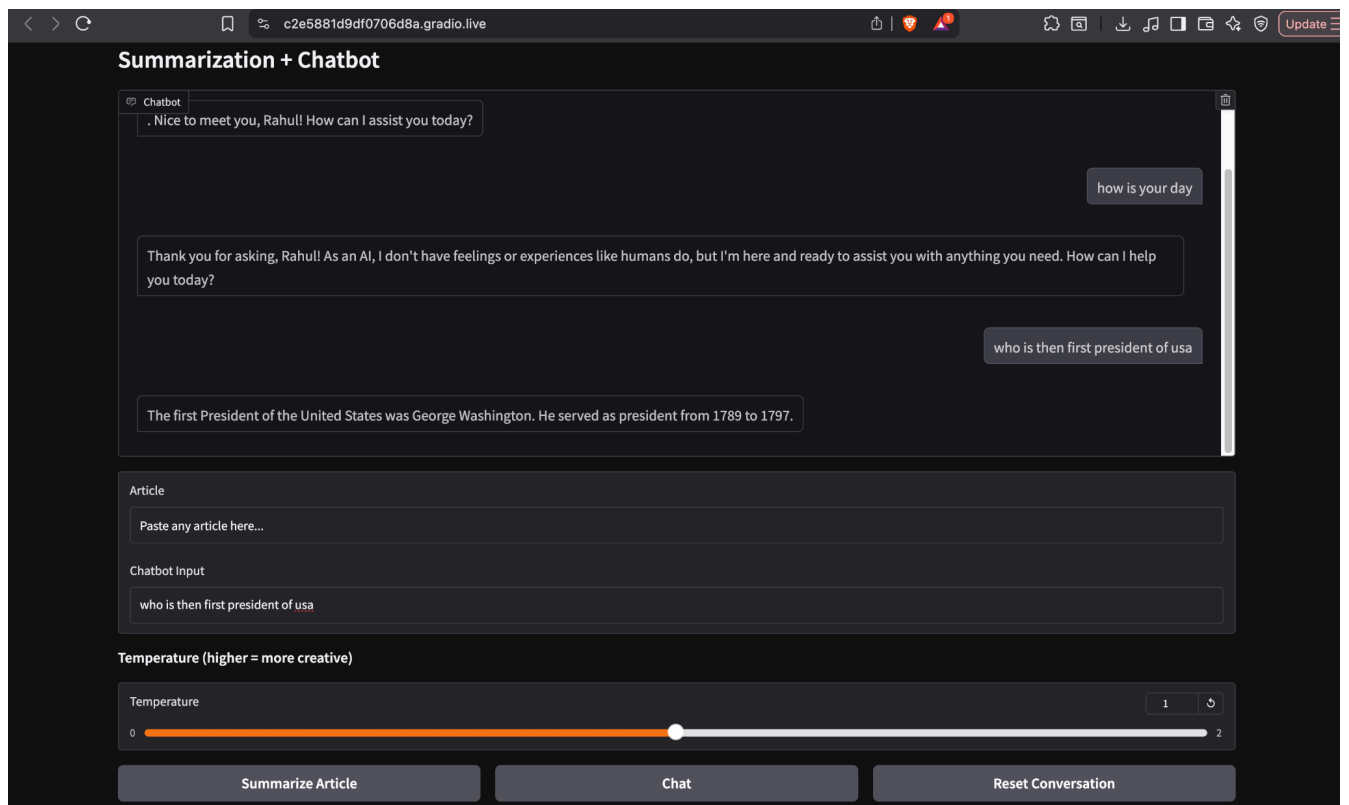 c2e5881d9df0706d8a.gradio.live
1
Update
Summarization + Chatbot
Chatbot
. Nice to meet you, Rahul! How can I assist you today?
how is your day
Thank you for asking, Rahul! As an AI, I don't have feelings or experiences like humans do, but I'm here and ready to assist you with anything you need. How can I help
you today?
who is then first president of usa
The first President of the United States was George Washington. He served as president from 1789 to 1797.
Article
Paste any article here...
Chatbot Input
who is then first president of usa
Temperature (higher = more creative)
Temperature
1
0
2
Summarize Article
Chat
Reset Conversation